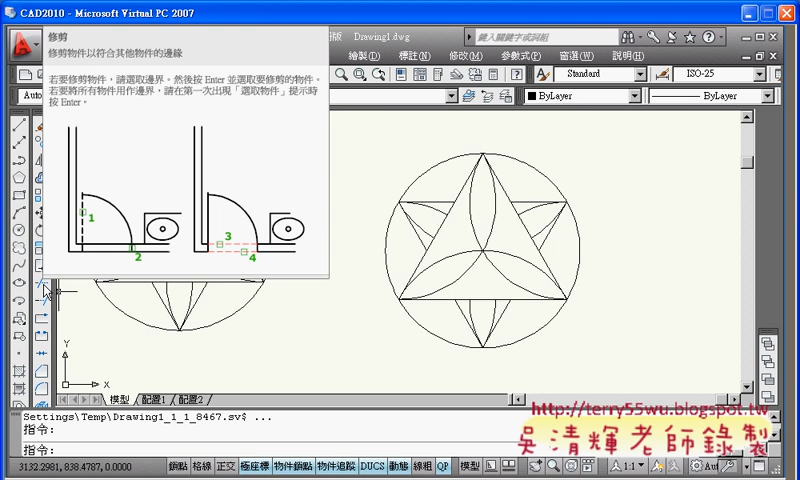 CAD2010 - Microsoft Virtual PC 2007
修剪
修剪物件以符合其他物件的邊緣
版 Drawing1.dwg
鍵入關鍵字或詞組
繪製(D) 標註(N) 修改(M) 參數式(P) 視窗(W) 說明(H)
Standard
ISO-25
Auto
ByLayer
ByLayer
若要修剪物件，請選取邊界。然後按 Enter 並選取要修剪的物件。
若要將所有物件用作邊界，請在第一次出現「選取物件」提示時
按 Enter。
1
2
3
4
Y
X
模型 配置1 配置2
Settings\Temp\Drawing1_1_1_8467.sv$ ...
指令:
指令:
http://terry55wu.blogspot.tw
吳清輝老師錄製
3132.2981, 838.4787, 0.0000
鎖點 格線 正交 極座標 物件鎖點 物件追蹤 DUCS 動態 線粗 QP
模型
1:1
Aut